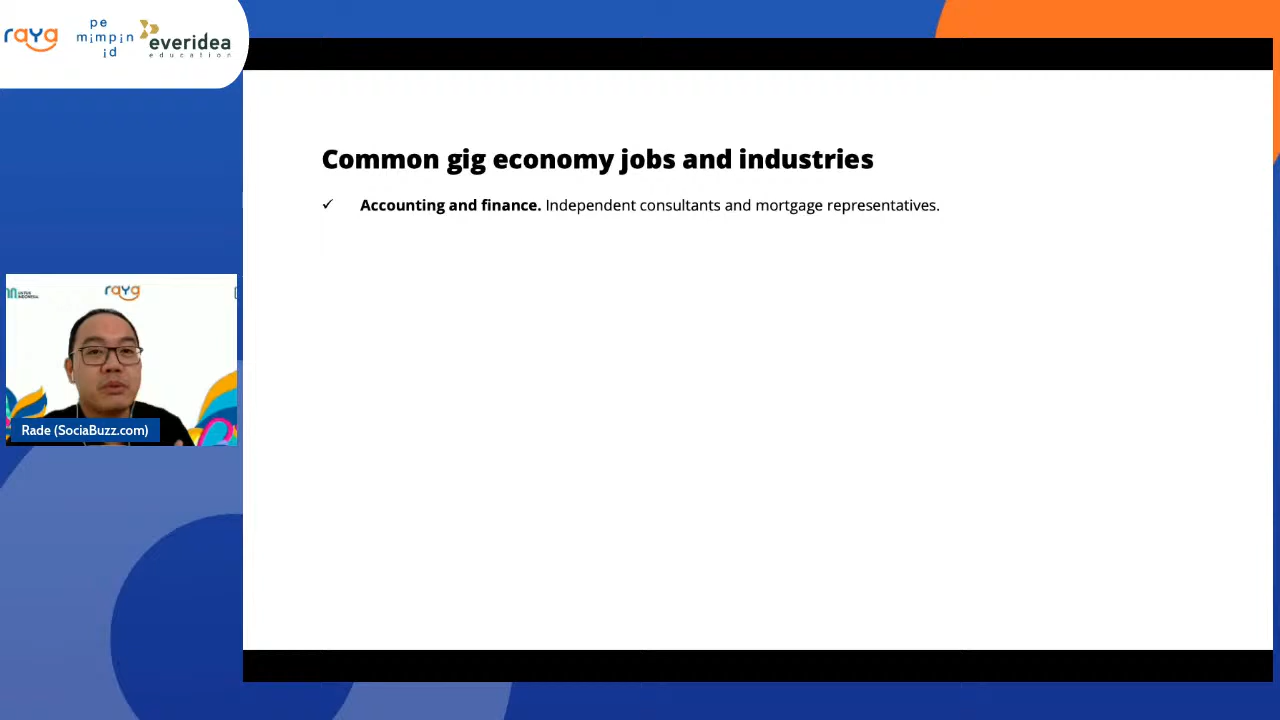 raya
pe
mimpin
id
everidea
education
Common gig economy jobs and industries
✓ Accounting and finance. Independent consultants and mortgage representatives.
raya
Rade (SociaBuzz.com)